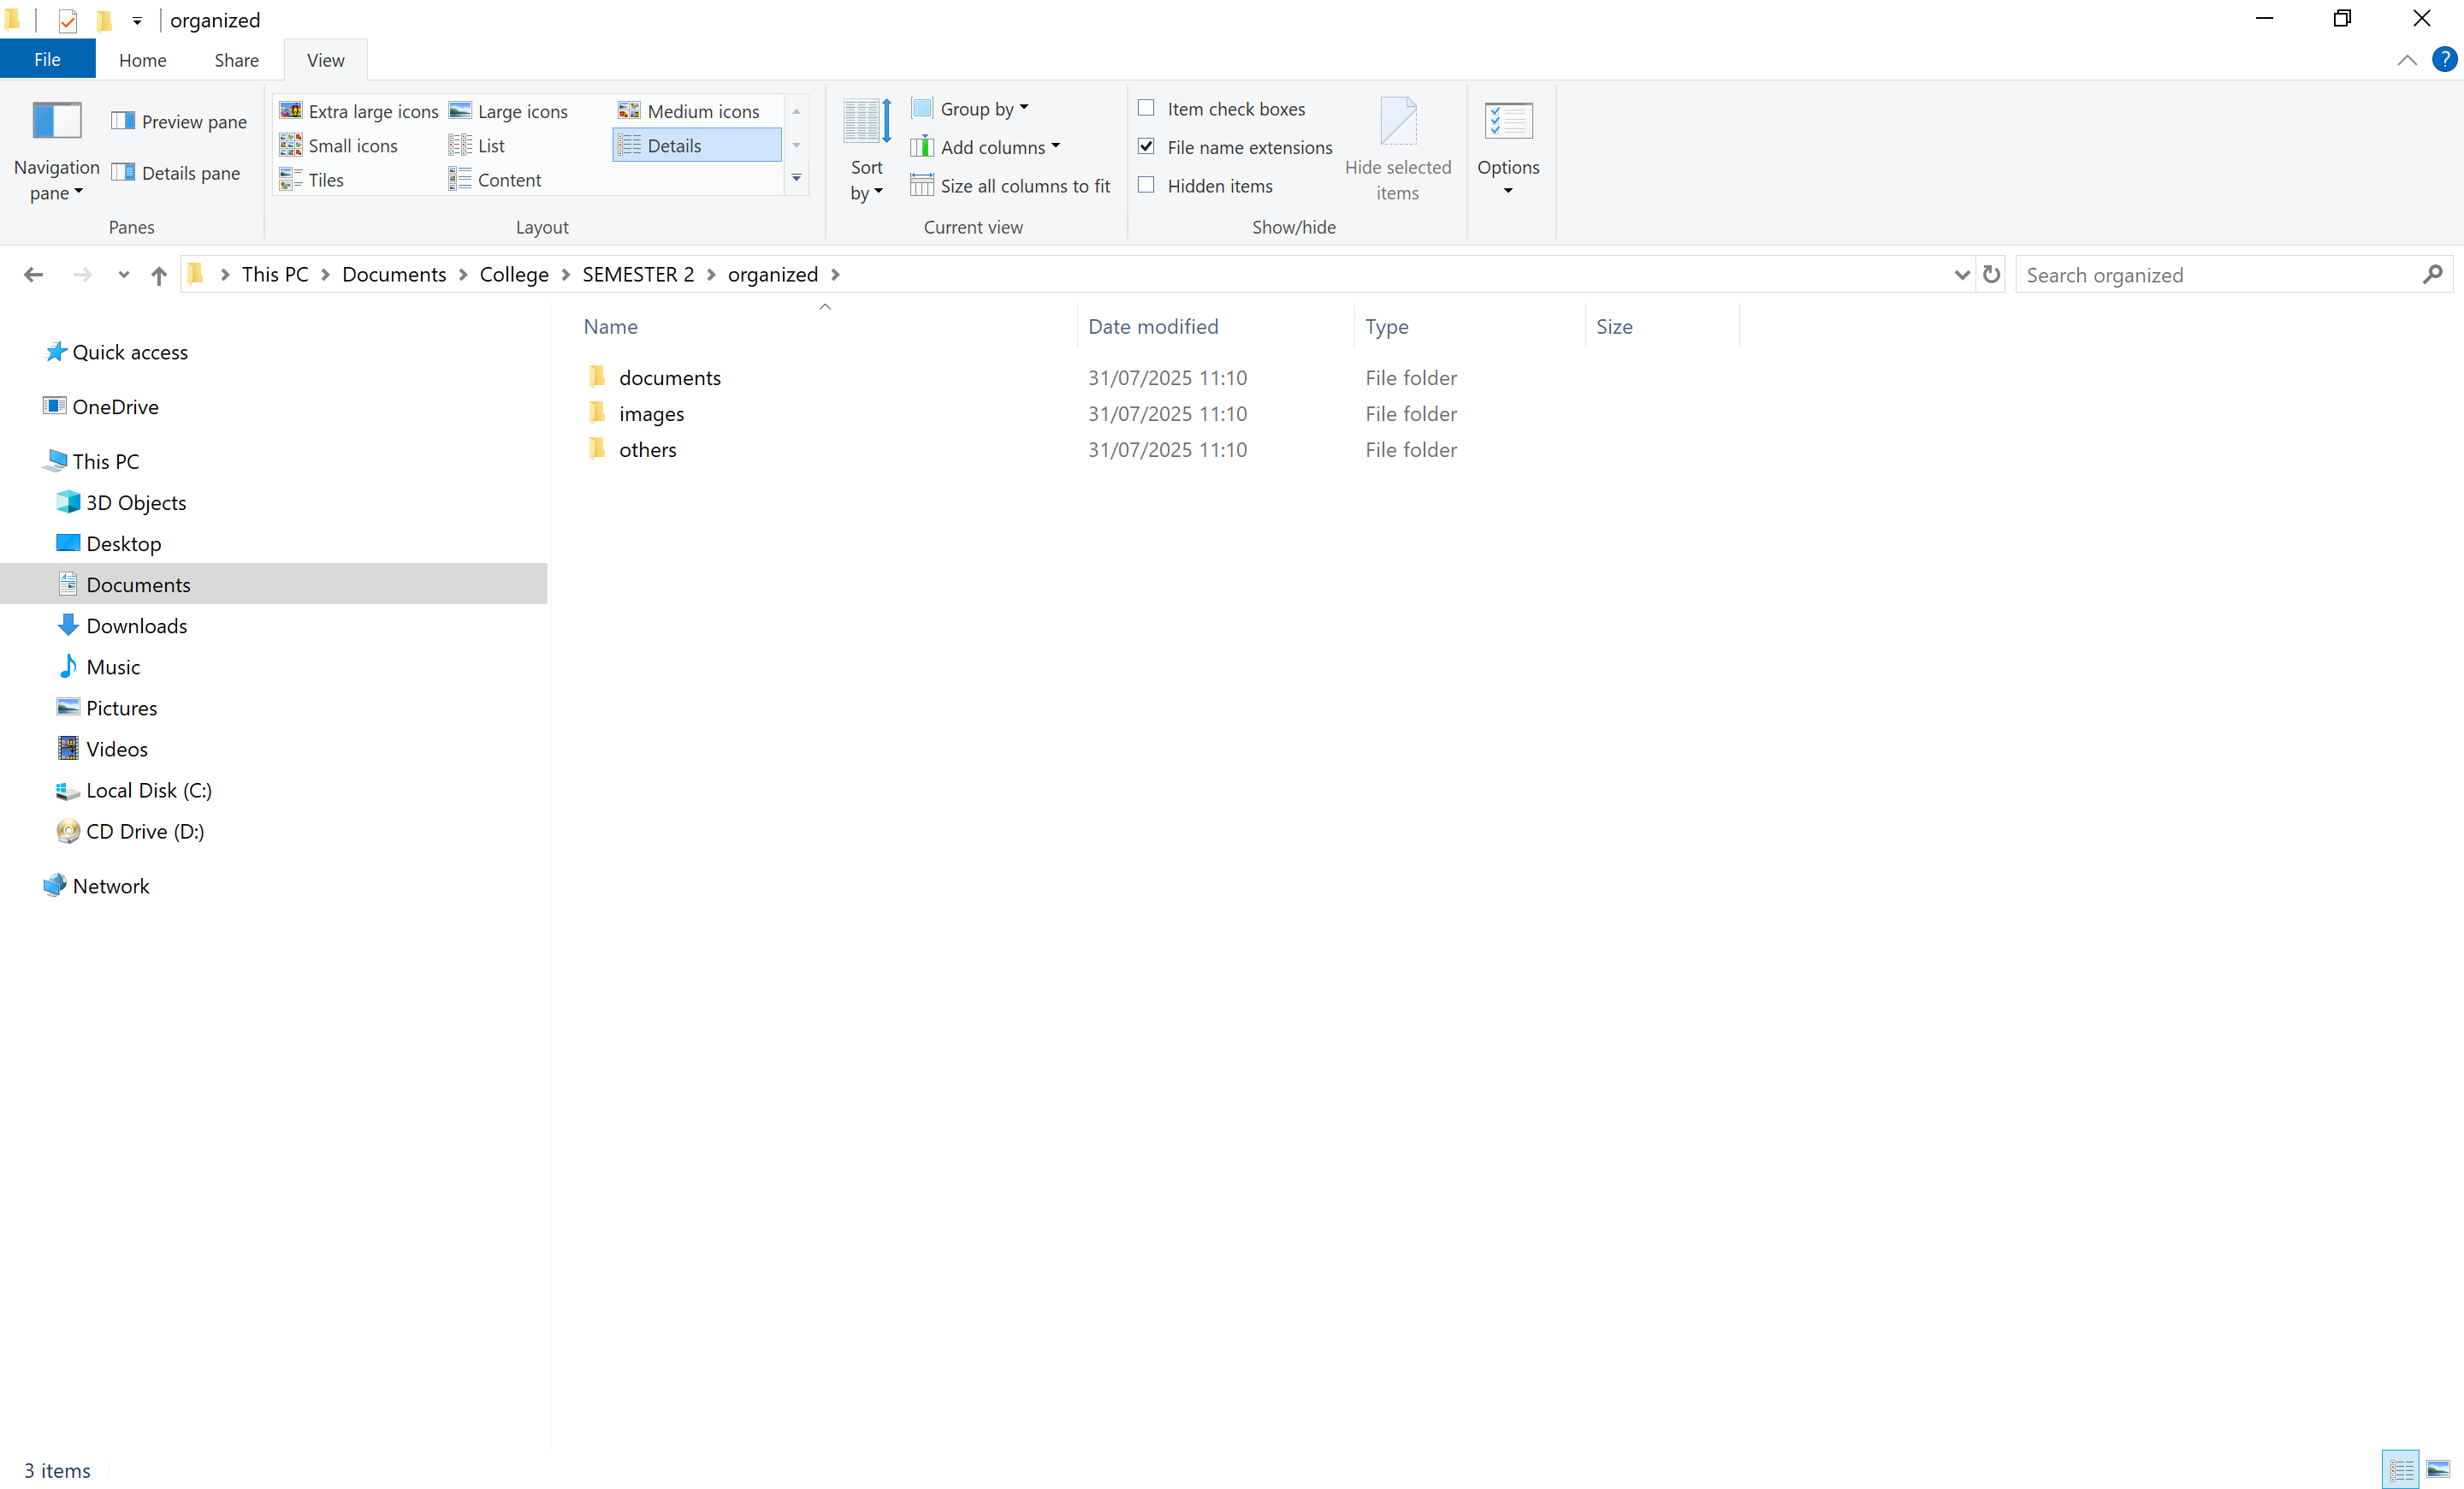 organized
File Home Share View
Navigation pane
Preview pane
Details pane
Panes
Extra large icons Large icons Medium icons
Small icons List Details
Tiles Content
Layout
Sort by
Group by
Add columns
Size all columns to fit
Current view
Item check boxes
File name extensions
Hidden items
Hide selected items
Show/hide
Options
?
This PC Documents College SEMESTER 2 organized
Search organized
Quick access
OneDrive
This PC
3D Objects
Desktop
Documents
Downloads
Music
Pictures
Videos
Local Disk (C:)
CD Drive (D:)
Network
Name Date modified Type Size
documents 31/07/2025 11:10 File folder
images 31/07/2025 11:10 File folder
others 31/07/2025 11:10 File folder
3 items